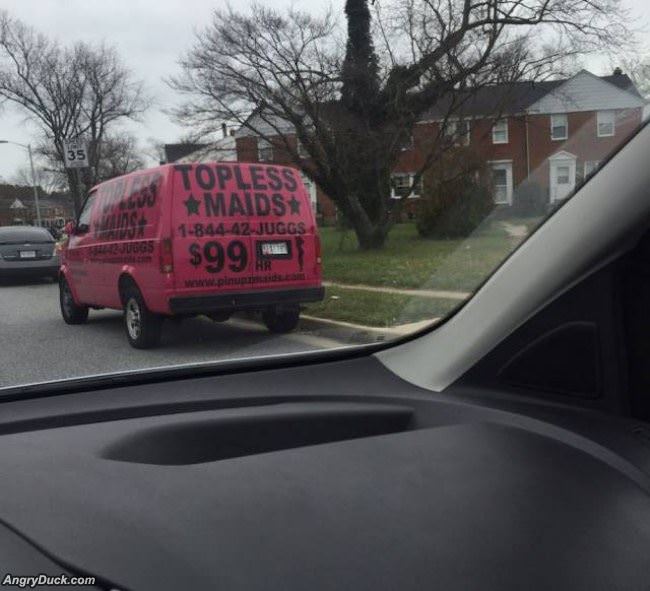 35
TOPLESS
★MAIDS★
1-844-42-JUGGS
$99 HR
www.pinupzmaids.com
TOPLESS
MAIDS★
1-844-42-JUGGS
AngryDuck.com